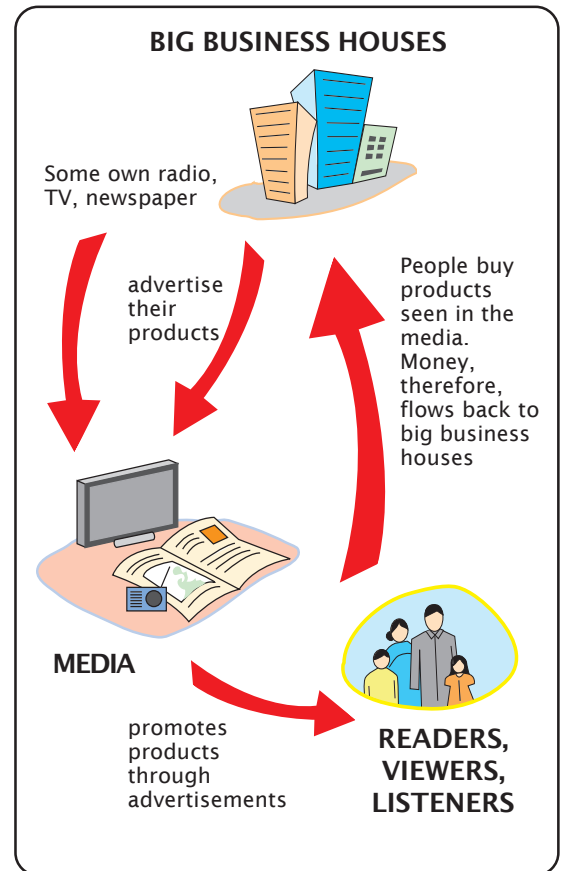 BIG BUSINESS HOUSES
Some own radio,
TV, newspaper
advertise
their
products
People buy
products
seen in the
media.
Money,
therefore,
flows back to
big business
houses
MEDIA
promotes
products
through
advertisements
READERS,
VIEWERS,
LISTENERS